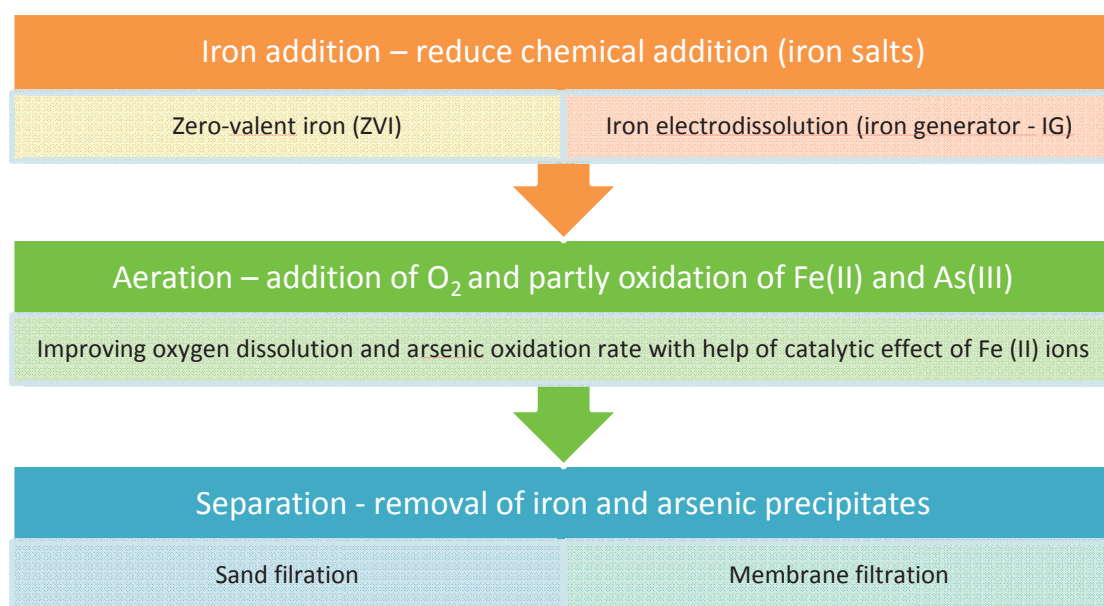 Iron addition – reduce chemical addition (iron salts)
Zero-valent iron (ZVI)
Iron electrodissolution (iron generator - IG)
Aeration – addition of O₂ and partly oxidation of Fe(II) and As(III)
Improving oxygen dissolution and arsenic oxidation rate with help of catalytic effect of Fe (II) ions
Separation - removal of iron and arsenic precipitates
Sand filration
Membrane filtration